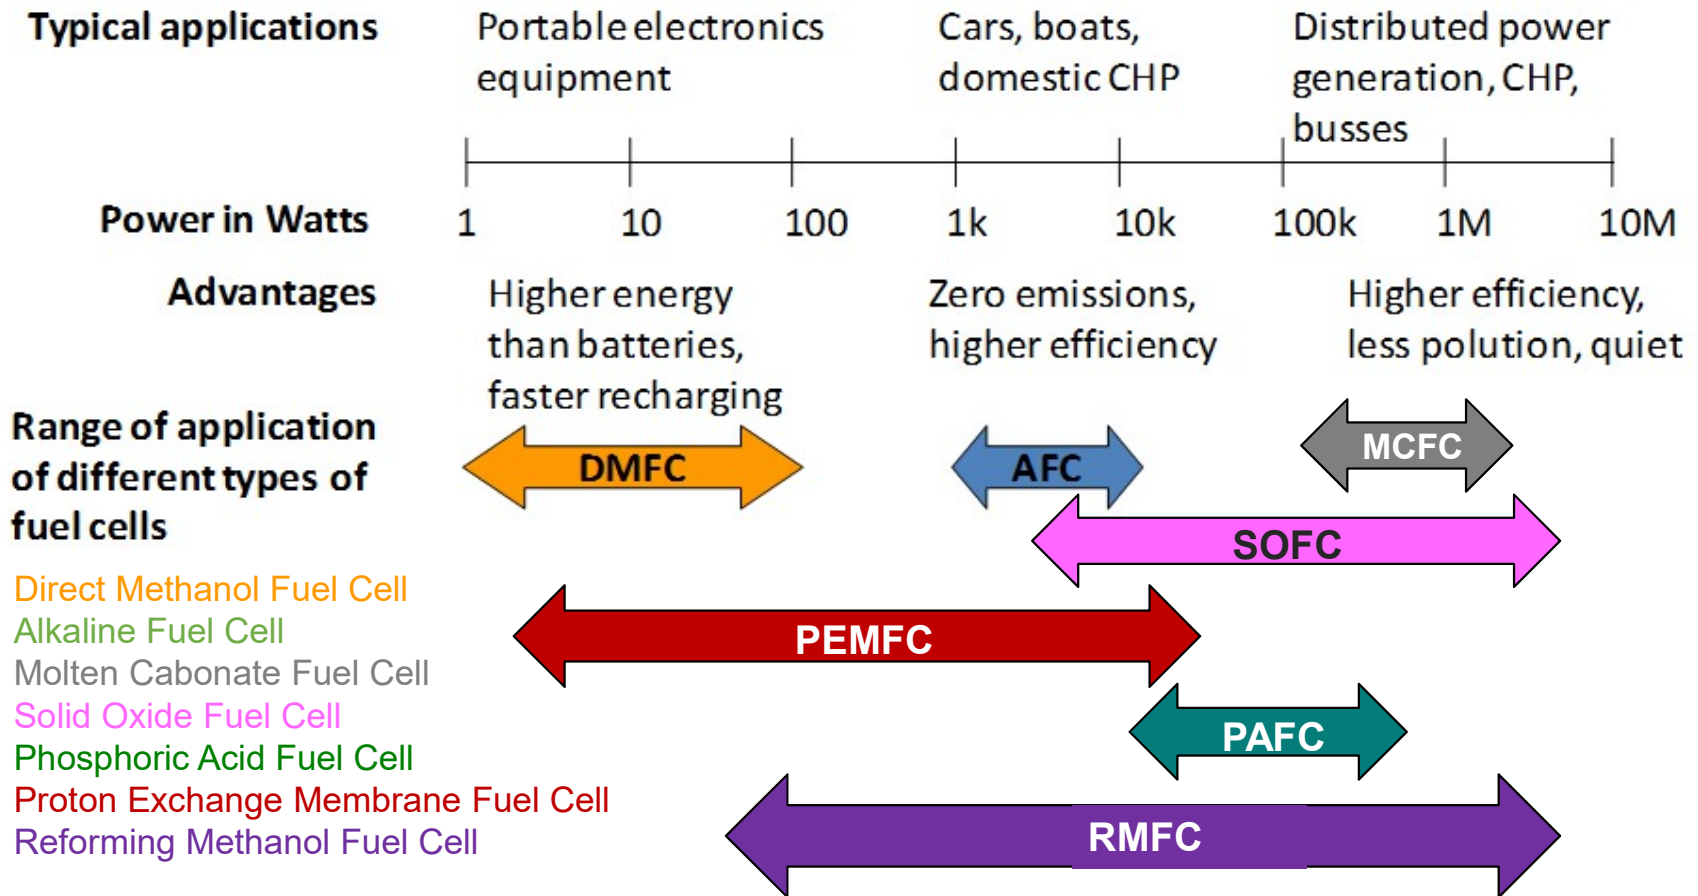 Typical applications
Portable electronics
equipment
Cars, boats,
domestic CHP
Distributed power
generation, CHP,
busses
Power in Watts
1 10 100 1k 10k 100k 1M 10M
Advantages
Higher energy
than batteries,
faster recharging
Zero emissions,
higher efficiency
Higher efficiency,
less polution, quiet
Range of application
of different types of
fuel cells
DMFC
AFC
MCFC
SOFC
PEMFC
PAFC
RMFC
Direct Methanol Fuel Cell
Alkaline Fuel Cell
Molten Cabonate Fuel Cell
Solid Oxide Fuel Cell
Phosphoric Acid Fuel Cell
Proton Exchange Membrane Fuel Cell
Reforming Methanol Fuel Cell